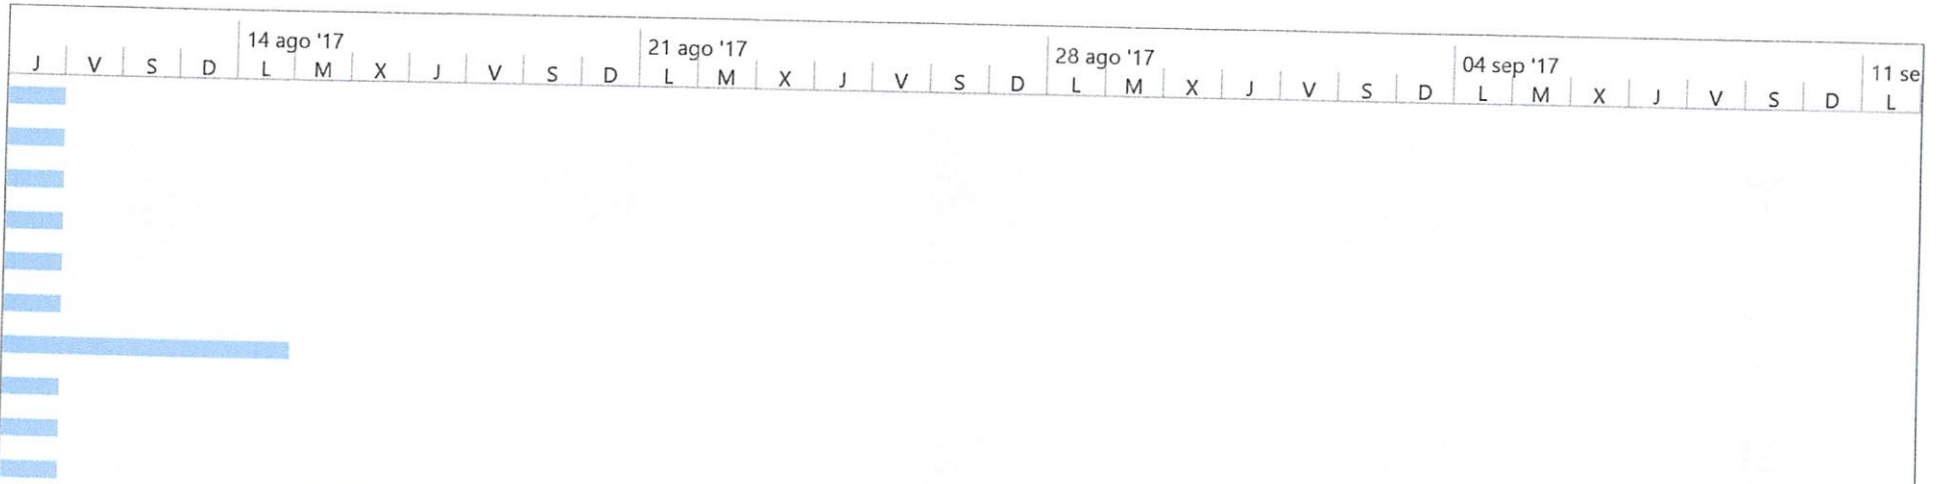 14 ago '17 21 ago '17 28 ago '17 04 sep '17 11 se
J V S D L M X J V S D L M X J V S D L M X J V S D L M X J V S D L